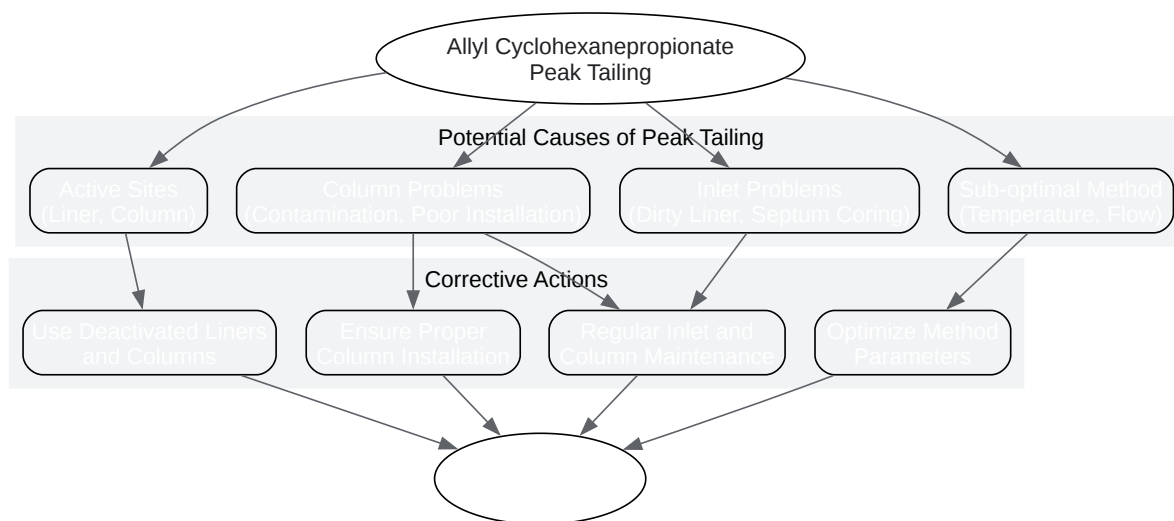 Allyl Cyclohexanepropionate
Peak Tailing
Potential Causes of Peak Tailing
Active Sites
(Liner, Column)
Column Problems
(Contamination, Poor Installation)
Inlet Problems
(Dirty Liner, Septum Coring)
Sub-optimal Method
(Temperature, Flow)
Corrective Actions
Use Deactivated Liners
and Columns
Ensure Proper
Column Installation
Regular Inlet and
Column Maintenance
Optimize Method
Parameters